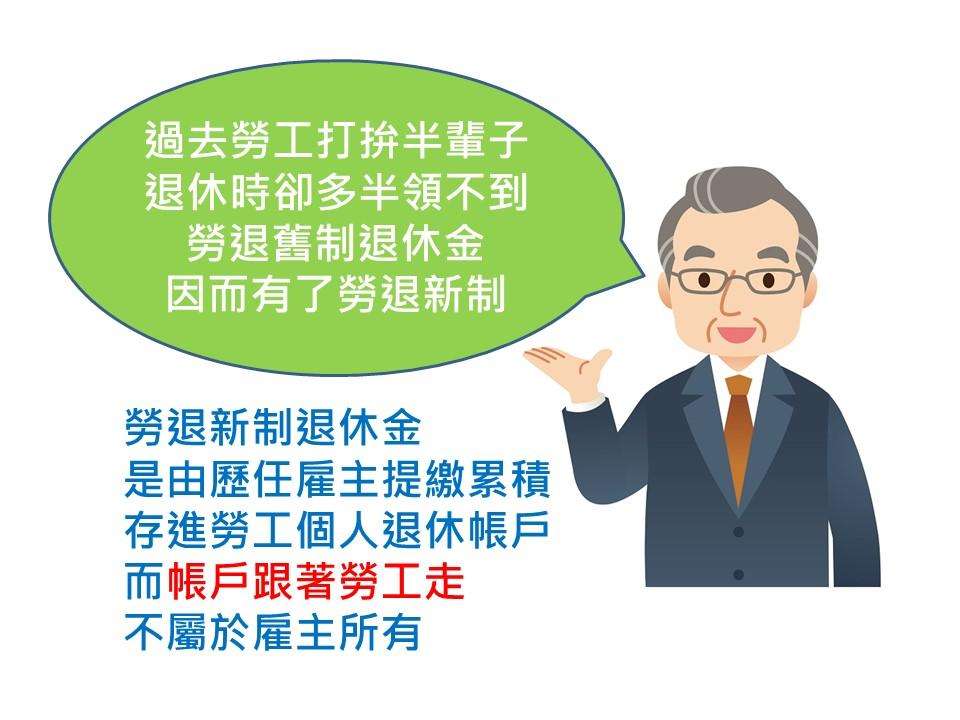 過去勞工打拚半輩子
退休時卻多半領不到
勞退舊制退休金
因而有了勞退新制
勞退新制退休金
是由歷任雇主提繳累積
存進勞工個人退休帳戶
而帳戶跟著勞工走
不屬於雇主所有